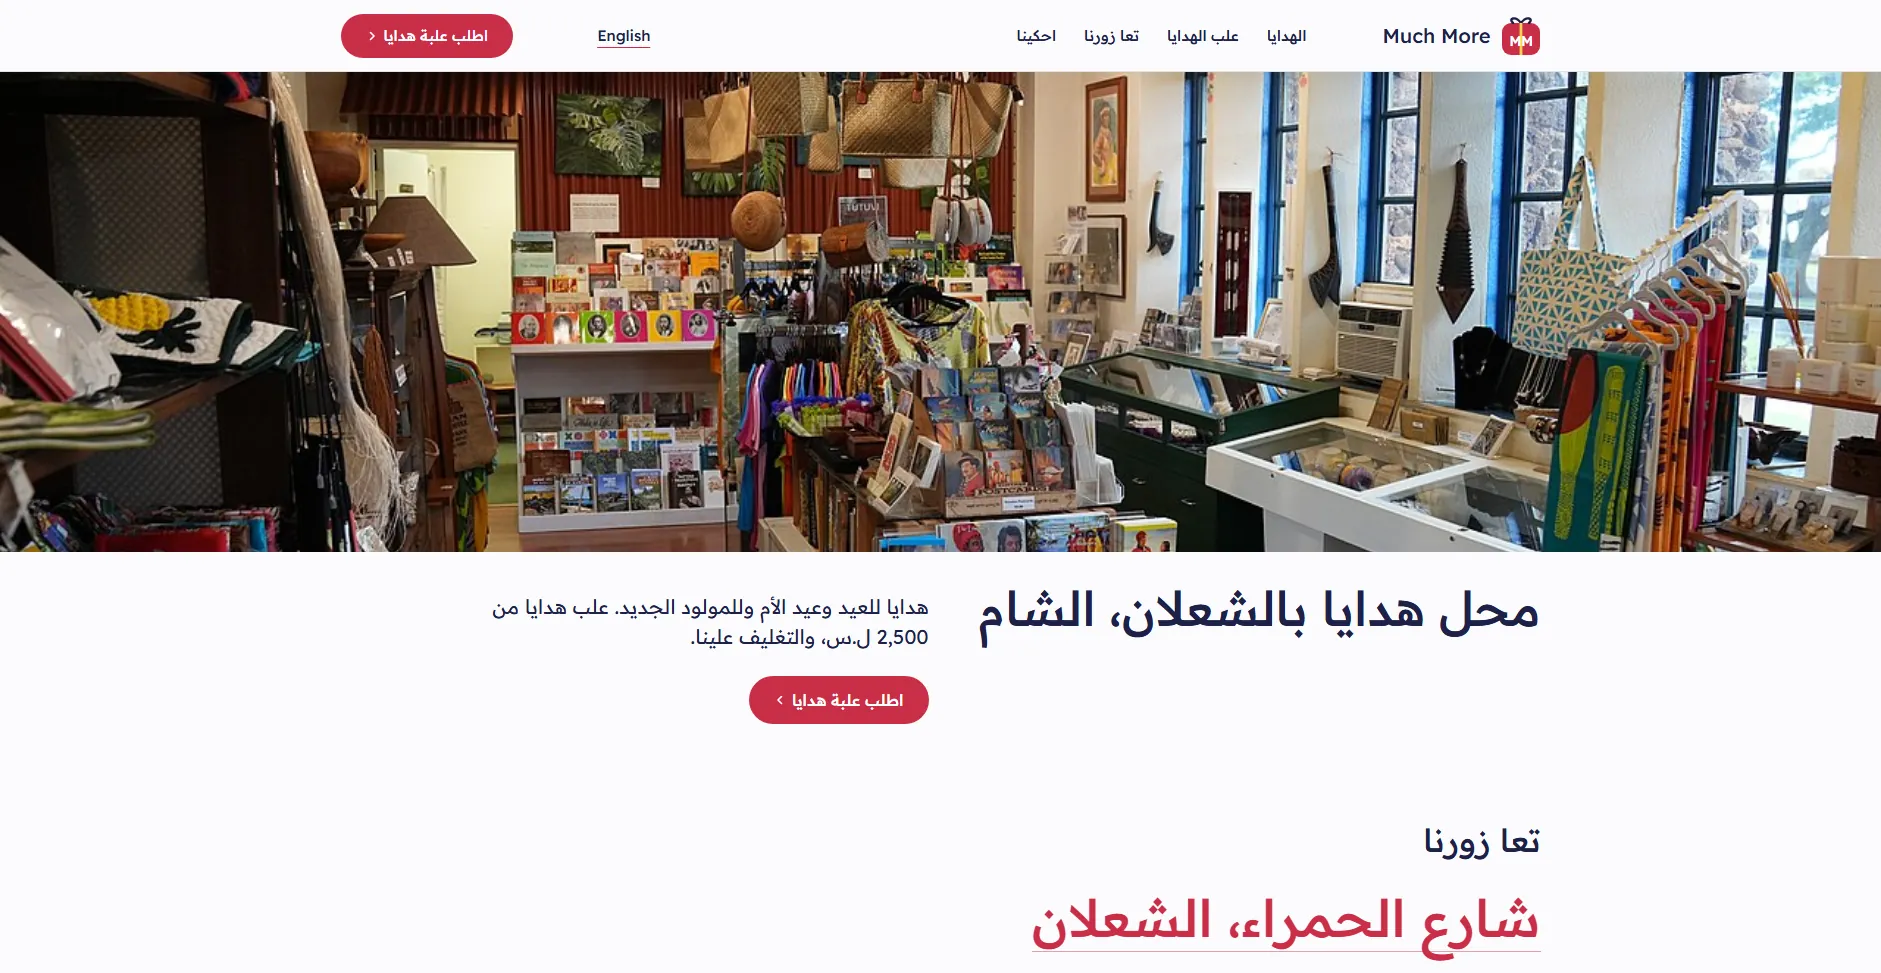 MM
Much More
الهدايا
علب الهدايا
تعا زورنا
احكينا
English
اطلب علبة هدايا
TUTUVI
POSTCARDS
محل هدايا بالشعلان، الشام
هدايا للعيد وعيد الأم وللمولود الجديد. علب هدايا من
2,500 ل.س، والتغليف علينا.
اطلب علبة هدايا
تعا زورنا
شارع الحمراء، الشعلان